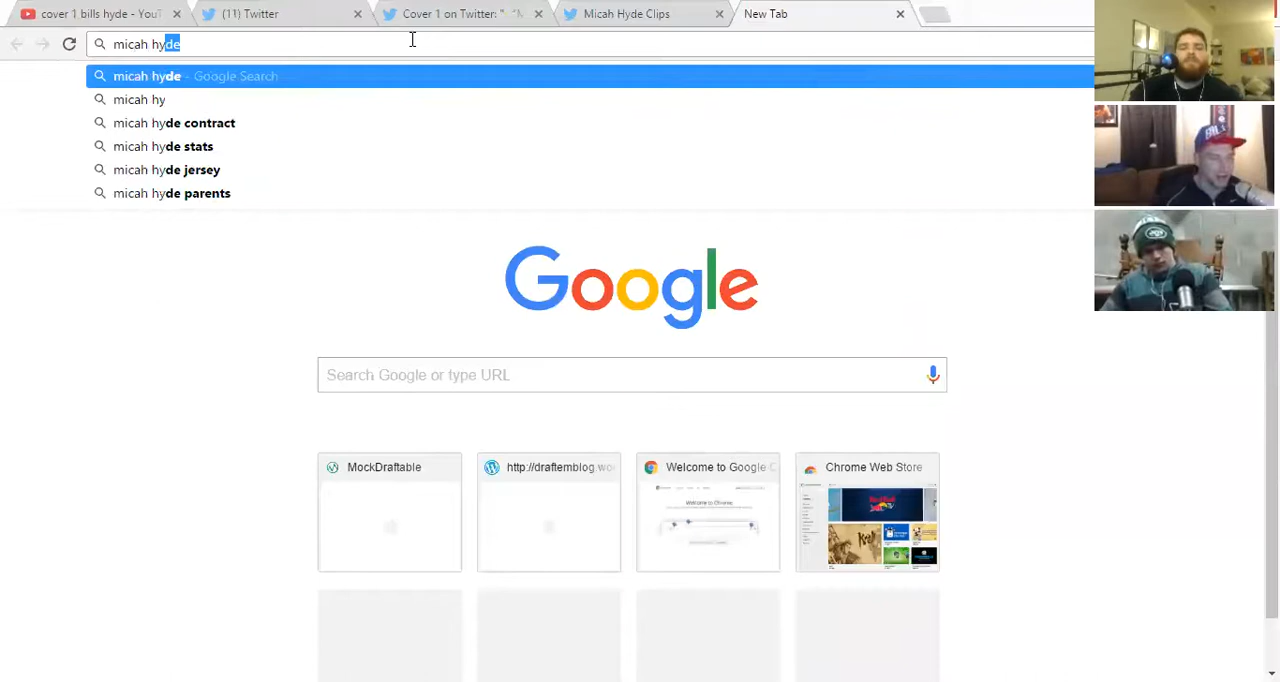 cover 1 bills hyde - YouT
(11) Twitter
Cover 1 on Twitter: "
Micah Hyde Clips
New Tab
micah hyde
micah hyde - Google Search
micah hy
micah hyde contract
micah hyde stats
micah hyde jersey
micah hyde parents
Google
Search Google or type URL
MockDraftable
http://draftemblog.wo
Welcome to Google C
Chrome Web Store